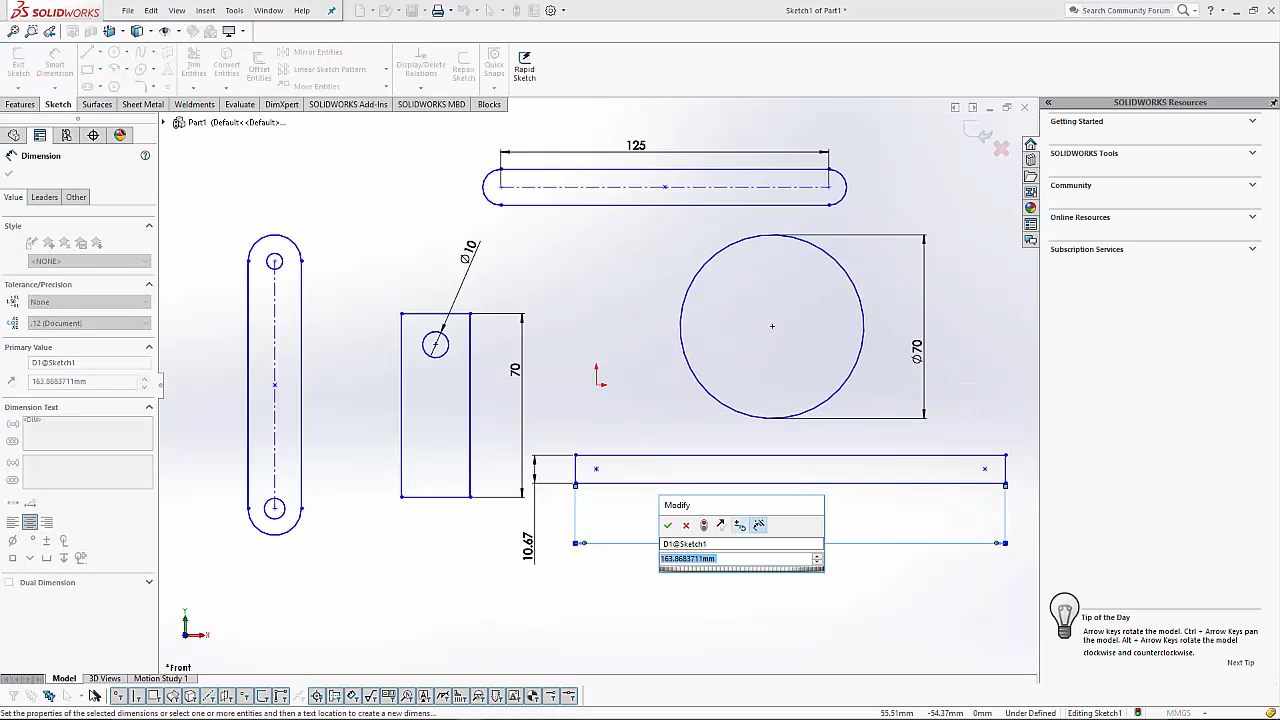 SOLIDWORKS
File Edit View Insert Tools Window Help
Sketch1 of Part1 *
Search Community Forum
Exit Sketch
Smart Dimension
Trim Entities
Convert Entities
Offset Entities
Mirror Entities
Linear Sketch Pattern
Move Entities
Display/Delete Relations
Repair Sketch
Quick Snaps
Rapid Sketch
Features Sketch Surfaces Sheet Metal Weldments Evaluate DimXpert SOLIDWORKS Add-Ins SOLIDWORKS MBD Blocks
SOLIDWORKS Resources
Part1 (Default<<Default>...
Getting Started
SOLIDWORKS Tools
Community
Online Resources
Subscription Services
Dimension
Value Leaders Other
Style
<NONE>
Tolerance/Precision
None
.12 (Document)
Primary Value
D1@Sketch1
163.8683711mm
Dimension Text
<DIM>
Dual Dimension
125
∅10
70
∅70
10,67
Modify
D1@Sketch1
163.8683711mm
Y
X
*Front
Tip of the Day
Arrow keys rotate the model. Ctrl + Arrow Keys pan
the model. Alt + Arrow Keys rotate the model
clockwise and counterclockwise.
Next Tip
Model 3D Views Motion Study 1
Set the properties of the selected dimensions or select one or more entities and then a text location to create a new dimens...
55.51mm -54.37mm 0mm Under Defined Editing Sketch1 MMGS